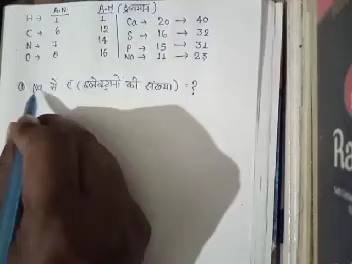 A.N. A.M (द्रव्यमान)
H → 1 1 Ca → 20 → 40
C → 6 12 S → 16 → 32
N → 7 14 P → 15 → 31
O → 8 16 Na → 11 → 23
में e (इलेक्ट्रानों की संख्या) = ?
Ra